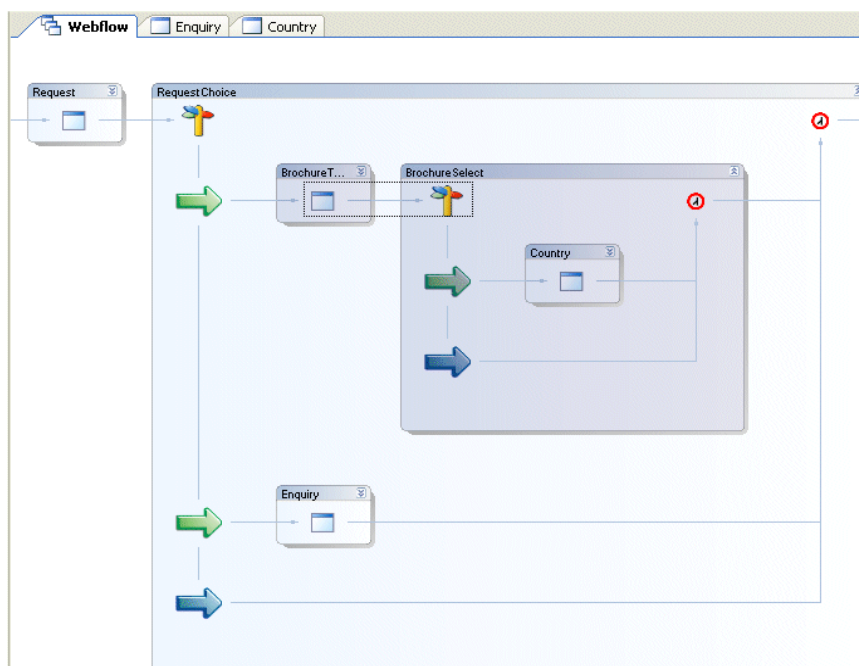 Webflow Enquiry Country
Request RequestChoice
BrochureT... BrochureSelect
Country
Enquiry